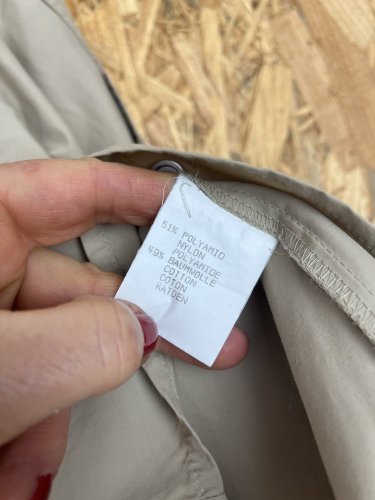 51% POLYAMID
NYLON
POLYAMIDE
49% BAUMWOLLE
COTTON
COTON
KATOEN